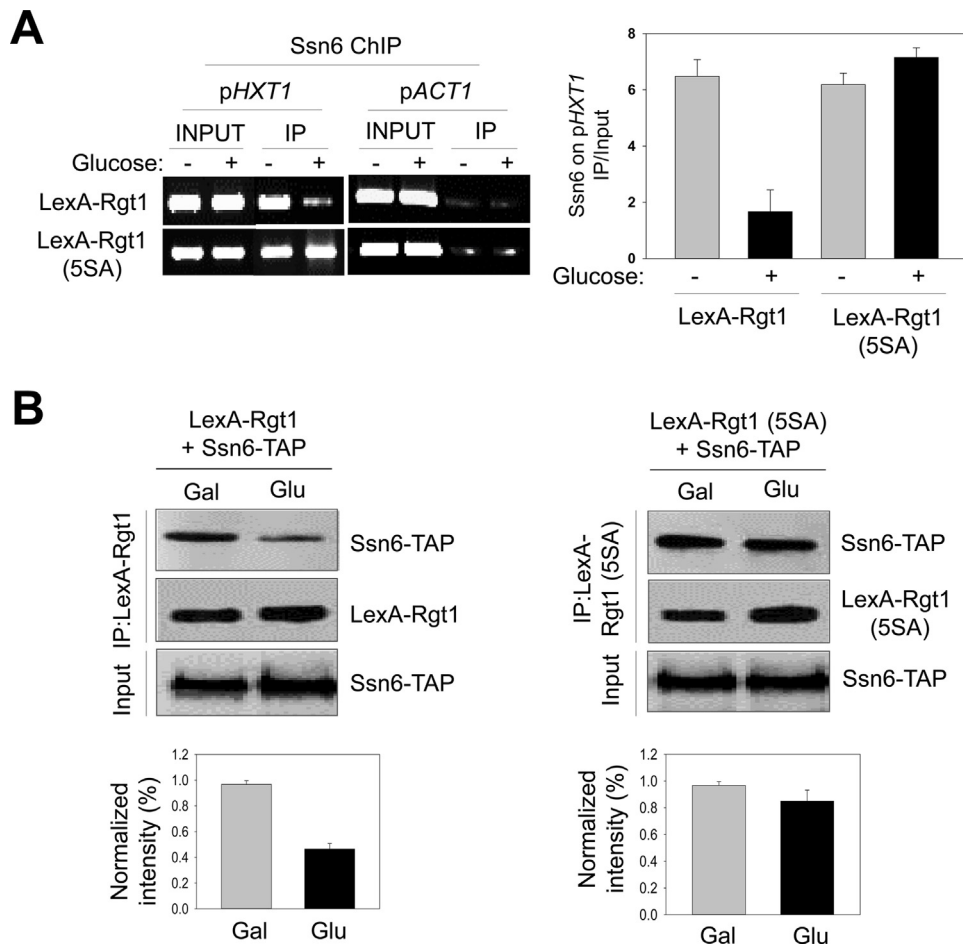 A
Ssn6 ChIP
pHXT1 pACT1
INPUT IP INPUT IP
Glucose: - + - + - + - +
LexA-Rgt1
LexA-Rgt1
(5SA)
Ssn6 on pHXT1
IP/Input
8
6
4
2
0
Glucose: - + - +
LexA-Rgt1 LexA-Rgt1
(5SA)
B
LexA-Rgt1
+ Ssn6-TAP
Gal Glu
IP:LexA-Rgt1
Ssn6-TAP
LexA-Rgt1
Input
Ssn6-TAP
Normalized
intensity (%)
1.2
1.0
0.8
0.6
0.4
0.2
0.0
Gal Glu
LexA-Rgt1 (5SA)
+ Ssn6-TAP
Gal Glu
IP:LexA-
Rgt1 (5SA)
Ssn6-TAP
LexA-Rgt1
(5SA)
Input
Ssn6-TAP
Normalized
intensity (%)
1.2
1.0
0.8
0.6
0.4
0.2
0.0
Gal Glu